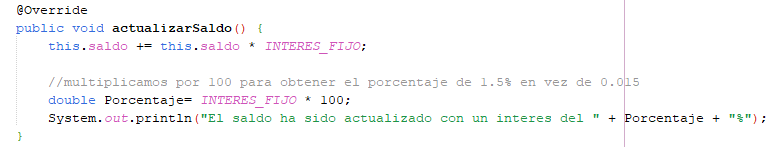 @Override
public void actualizarSaldo() {
this.saldo += this.saldo * INTERES_FIJO;
//multiplicamos por 100 para obtener el porcentaje de 1.5% en vez de 0.015
double Porcentaje= INTERES_FIJO * 100;
System.out.println("El saldo ha sido actualizado con un interes del " + Porcentaje + "%");
}